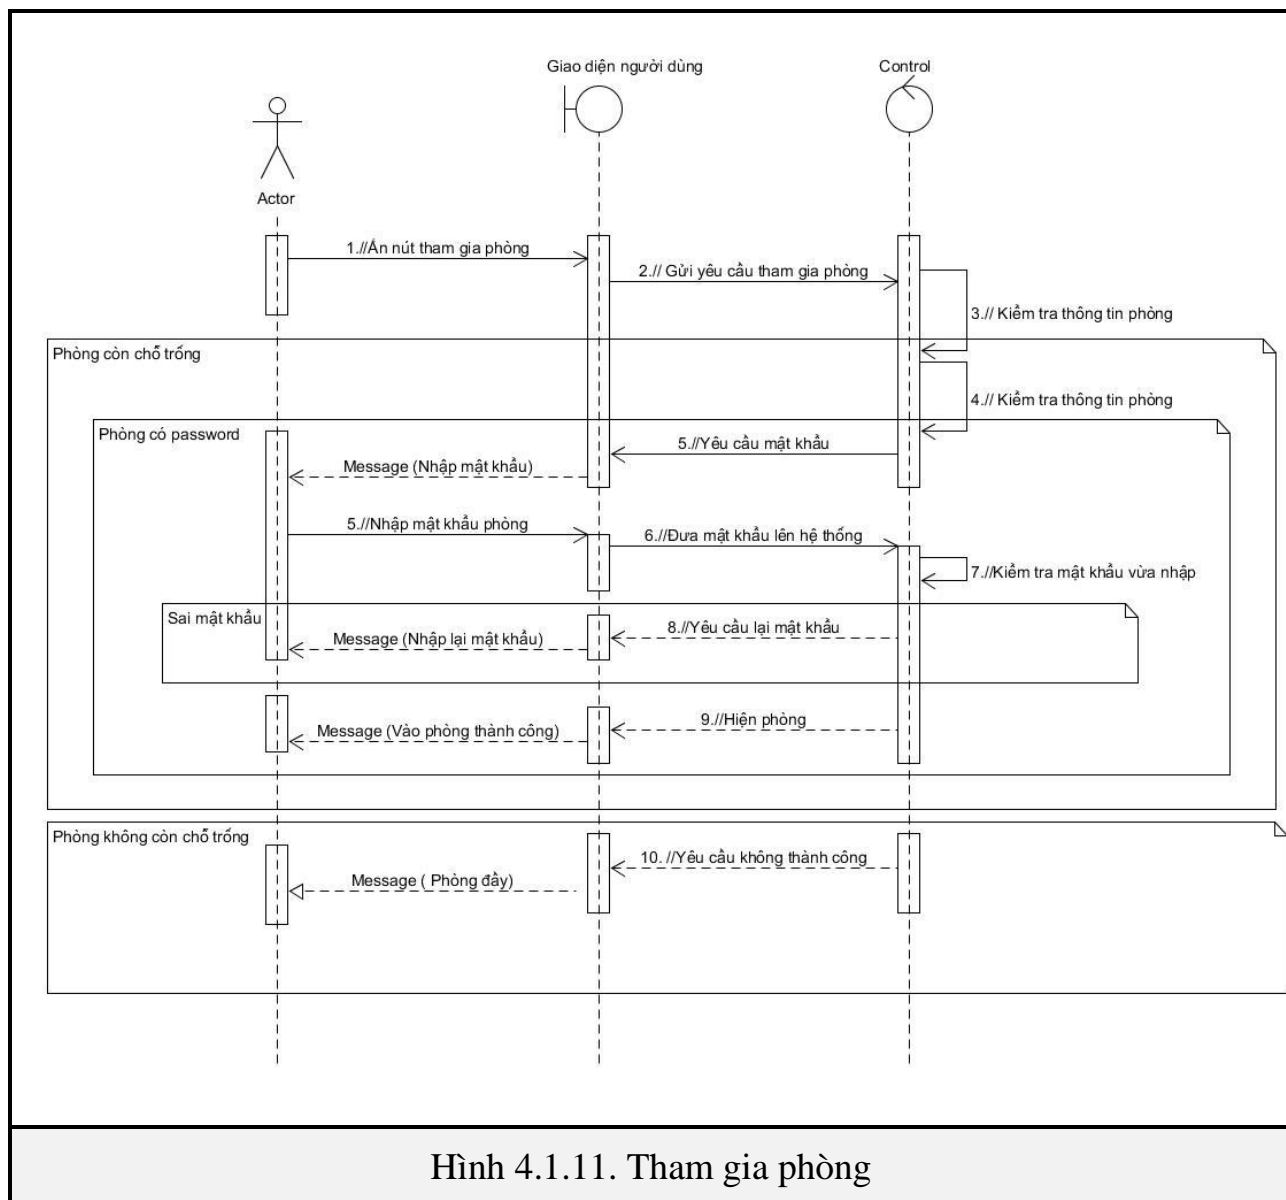 Giao diện người dùng
Control
Actor
1.//Ấn nút tham gia phòng
2.// Gửi yêu cầu tham gia phòng
3.// Kiểm tra thông tin phòng
Phòng còn chỗ trống
4.// Kiểm tra thông tin phòng
Phòng có password
5.//Yêu cầu mật khẩu
Message (Nhập mật khẩu)
5.//Nhập mật khẩu phòng
6.//Đưa mật khẩu lên hệ thống
7.//Kiểm tra mật khẩu vừa nhập
Sai mật khẩu
8.//Yêu cầu lại mật khẩu
Message (Nhập lại mật khẩu)
9.//Hiện phòng
Message (Vào phòng thành công)
Phòng không còn chỗ trống
10. //Yêu cầu không thành công
Message ( Phòng đầy)
Hình 4.1.11. Tham gia phòng